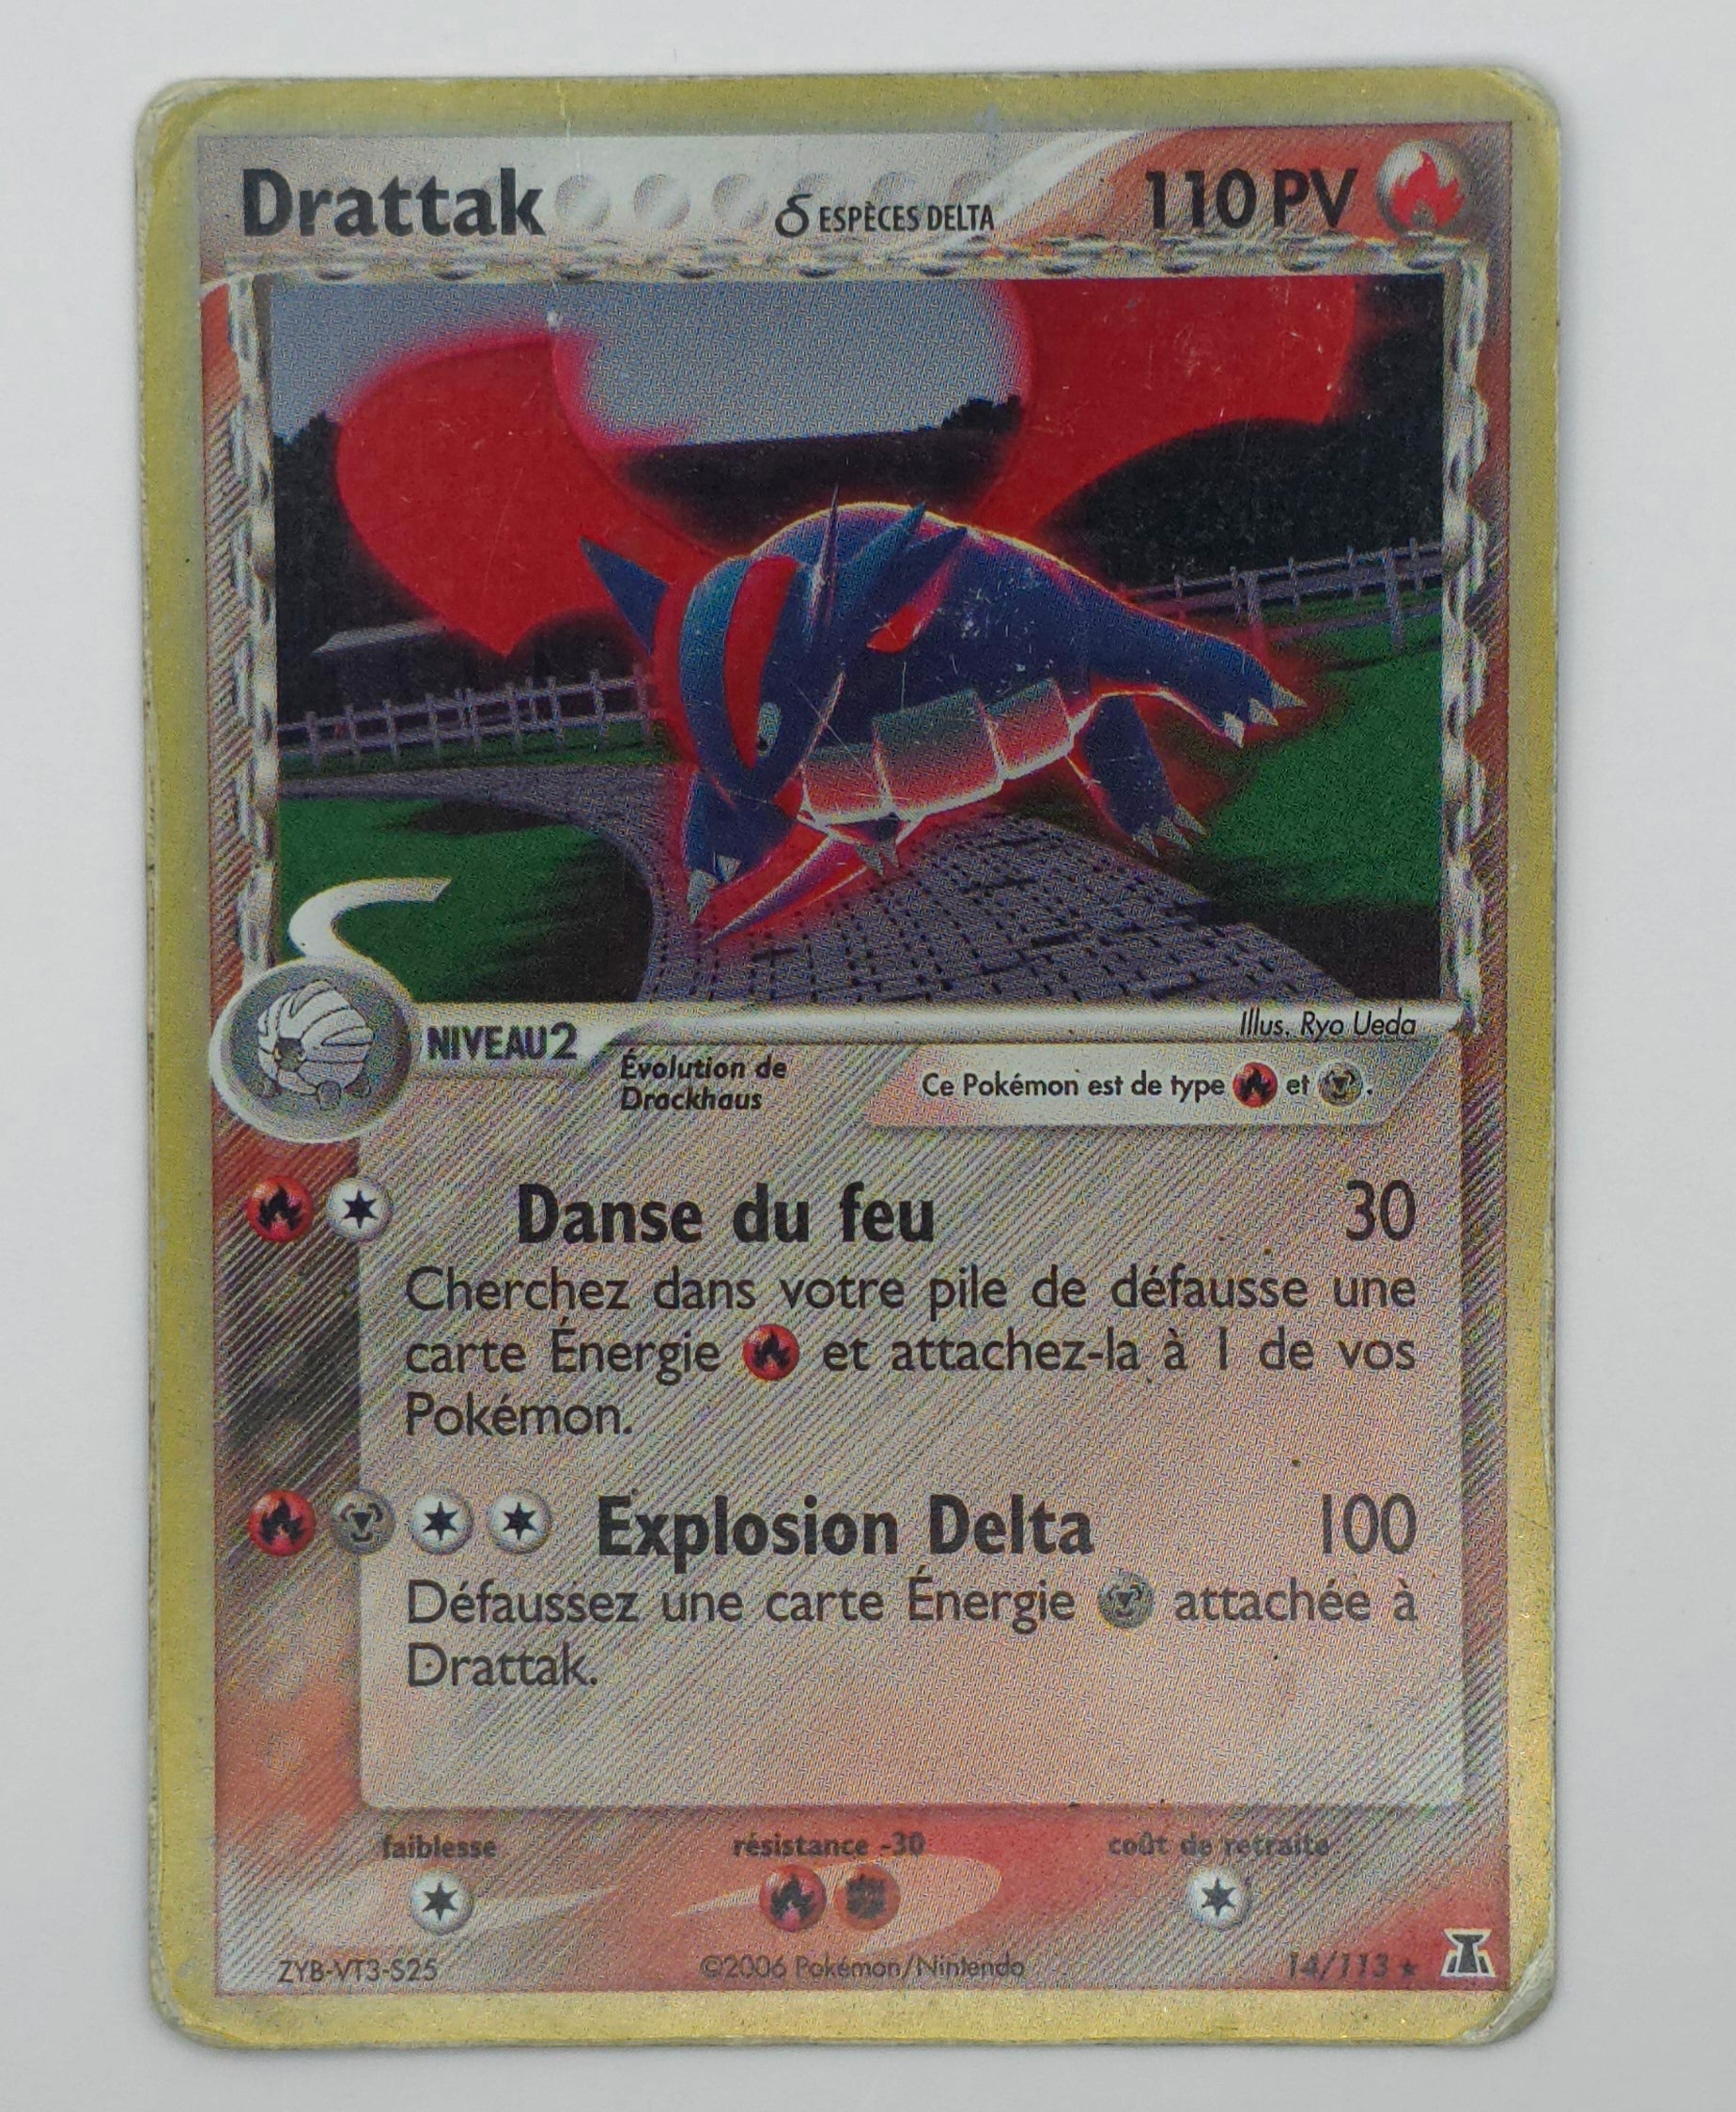 Drattak δ ESPÈCES DELTA 110 PV
Illus. Ryo Ueda
NIVEAU 2
Évolution de
Drackhaus
Ce Pokémon est de type et .
Danse du feu 30
Cherchez dans votre pile de défausse une
carte Énergie et attachez-la à 1 de vos
Pokémon.
Explosion Delta 100
Défaussez une carte Énergie attachée à
Drattak.
faiblesse résistance -30 coût de retraite
ZYB-VT3-S25 ©2006 Pokémon/Nintendo 14/113 ★